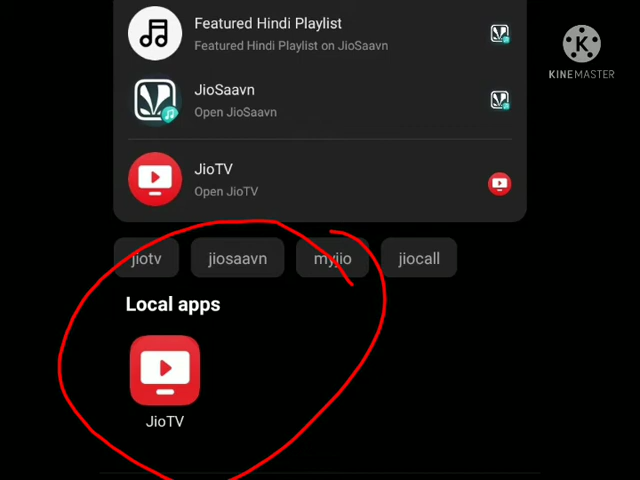 Featured Hindi Playlist
Featured Hindi Playlist on JioSaavn
KINEMASTER
JioSaavn
Open JioSaavn
JioTV
Open JioTV
jiotv jiosaavn myjio jiocall
Local apps
JioTV